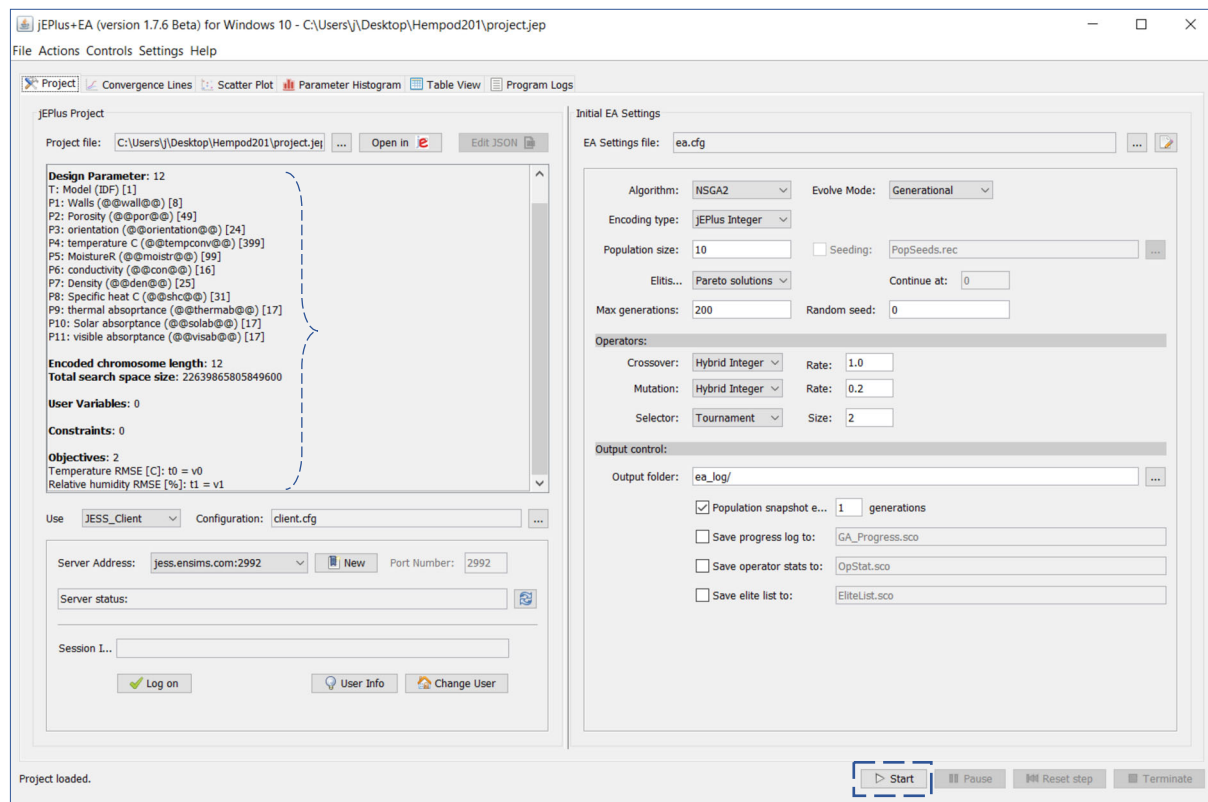 jEPlus+EA (version 1.7.6 Beta) for Windows 10 - C:\Users\j\Desktop\Hempod201\project.jep
File Actions Controls Settings Help
Project Convergence Lines Scatter Plot Parameter Histogram Table View Program Logs
jEPlus Project
Project file: C:\Users\j\Desktop\Hempod201\project.jep ... Open in e Edit JSON
Design Parameter: 12
T: Model (IDF) [1]
P1: Walls (@@wall@@) [8]
P2: Porosity (@@por@@) [49]
P3: orientation (@@orientation@@) [24]
P4: temperature C (@@tempconv@@) [399]
P5: MoistureR (@@moistr@@) [99]
P6: conductivity (@@con@@) [16]
P7: Density (@@den@@) [25]
P8: Specific heat C (@@shc@@) [31]
P9: thermal absoprtance (@@thermab@@) [17]
P10: Solar absorptance (@@solab@@) [17]
P11: visible absorptance (@@visab@@) [17]
Encoded chromosome length: 12
Total search space size: 22639865805849600
User Variables: 0
Constraints: 0
Objectives: 2
Temperature RMSE [C]: t0 = v0
Relative humidity RMSE [%]: t1 = v1
Use JESS_Client Configuration: client.cfg ...
Server Address: jess.ensims.com:2992 New Port Number: 2992
Server status:
Session I...
Log on User Info Change User
Initial EA Settings
EA Settings file: ea.cfg ...
Algorithm: NSGA2 Evolve Mode: Generational
Encoding type: jEPlus Integer
Population size: 10 Seeding: PopSeeds.rec ...
Elitis... Pareto solutions Continue at: 0
Max generations: 200 Random seed: 0
Operators:
Crossover: Hybrid Integer Rate: 1.0
Mutation: Hybrid Integer Rate: 0.2
Selector: Tournament Size: 2
Output control:
Output folder: ea_log/ ...
Population snapshot e... 1 generations
Save progress log to: GA_Progress.sco
Save operator stats to: OpStat.sco
Save elite list to: EliteList.sco
Project loaded. Start Pause Reset step Terminate